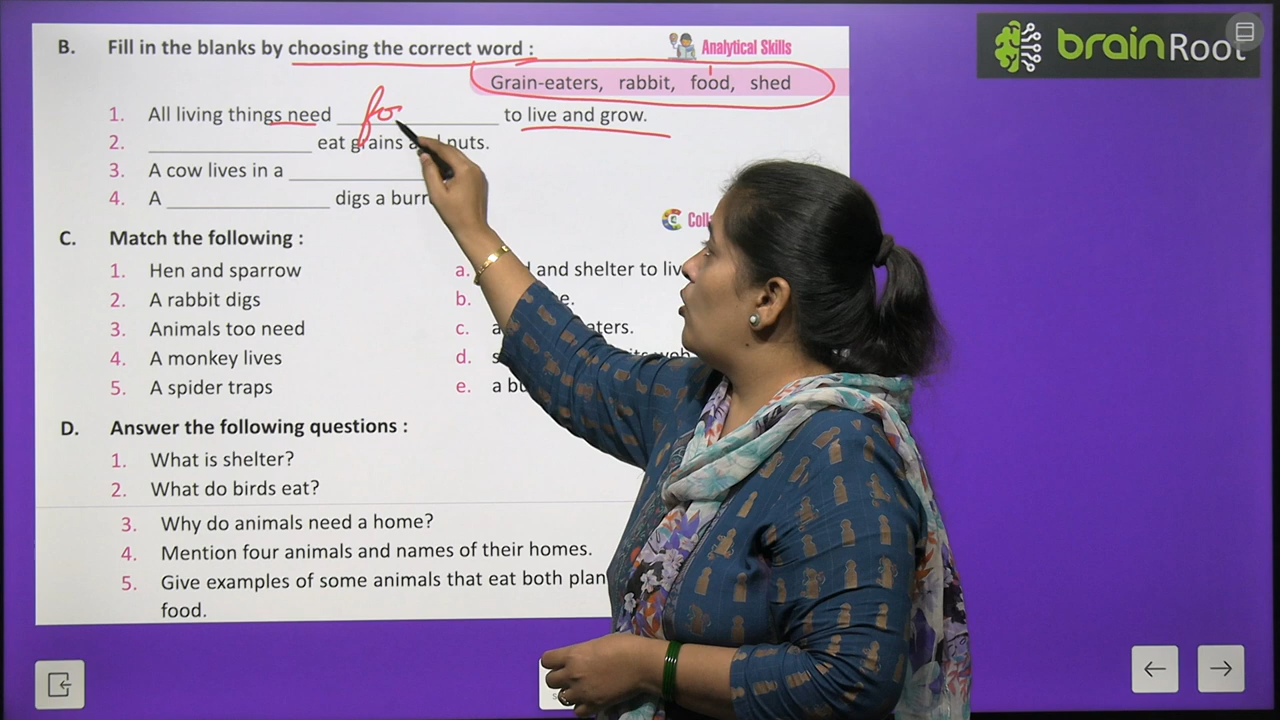 brainRoot
B. Fill in the blanks by choosing the correct word :
Analytical Skills
Grain-eaters, rabbit, food, shed
1. All living things need fo to live and grow.
2. eat grains and nuts.
3. A cow lives in a
4. A digs a
C. Match the following :
1. Hen and sparrow
a. and shelter to
2. A rabbit digs
b.
3. Animals too need
c.
4. A monkey lives
d.
5. A spider traps
e. a
D. Answer the following questions :
1. What is shelter?
2. What do birds eat?
3. Why do animals need a home?
4. Mention four animals and names of their homes.
5. Give examples of some animals that eat both
food.